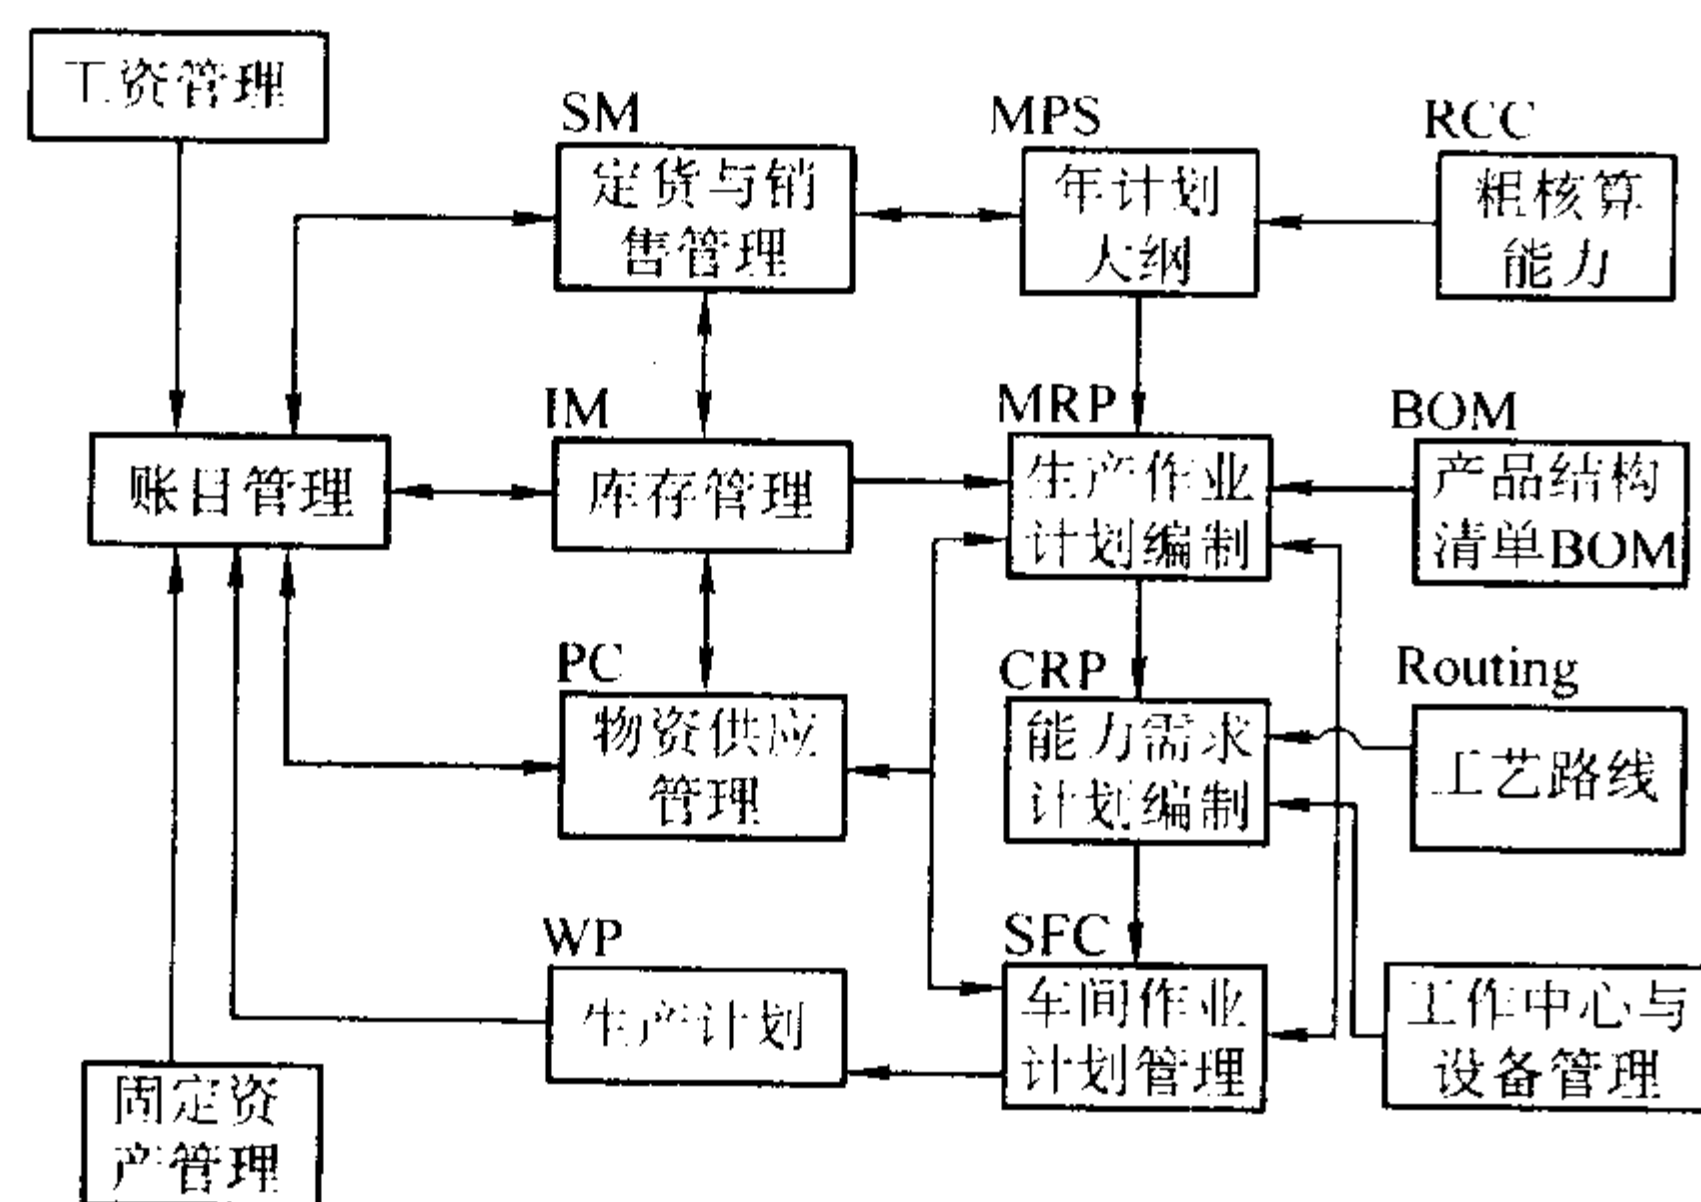 工资管理
SM
定货与销
售管理
MPS
年计划
大纲
RCC
粗核算
能力
账目管理
IM
库存管理
MRP
生产作业
计划编制
BOM
产品结构
清单BOM
PC
物资供应
管理
CRP
能力需求
计划编制
Routing
工艺路线
WP
生产计划
SFC
车间作业
计划管理
工作中心与
设备管理
固定资
产管理